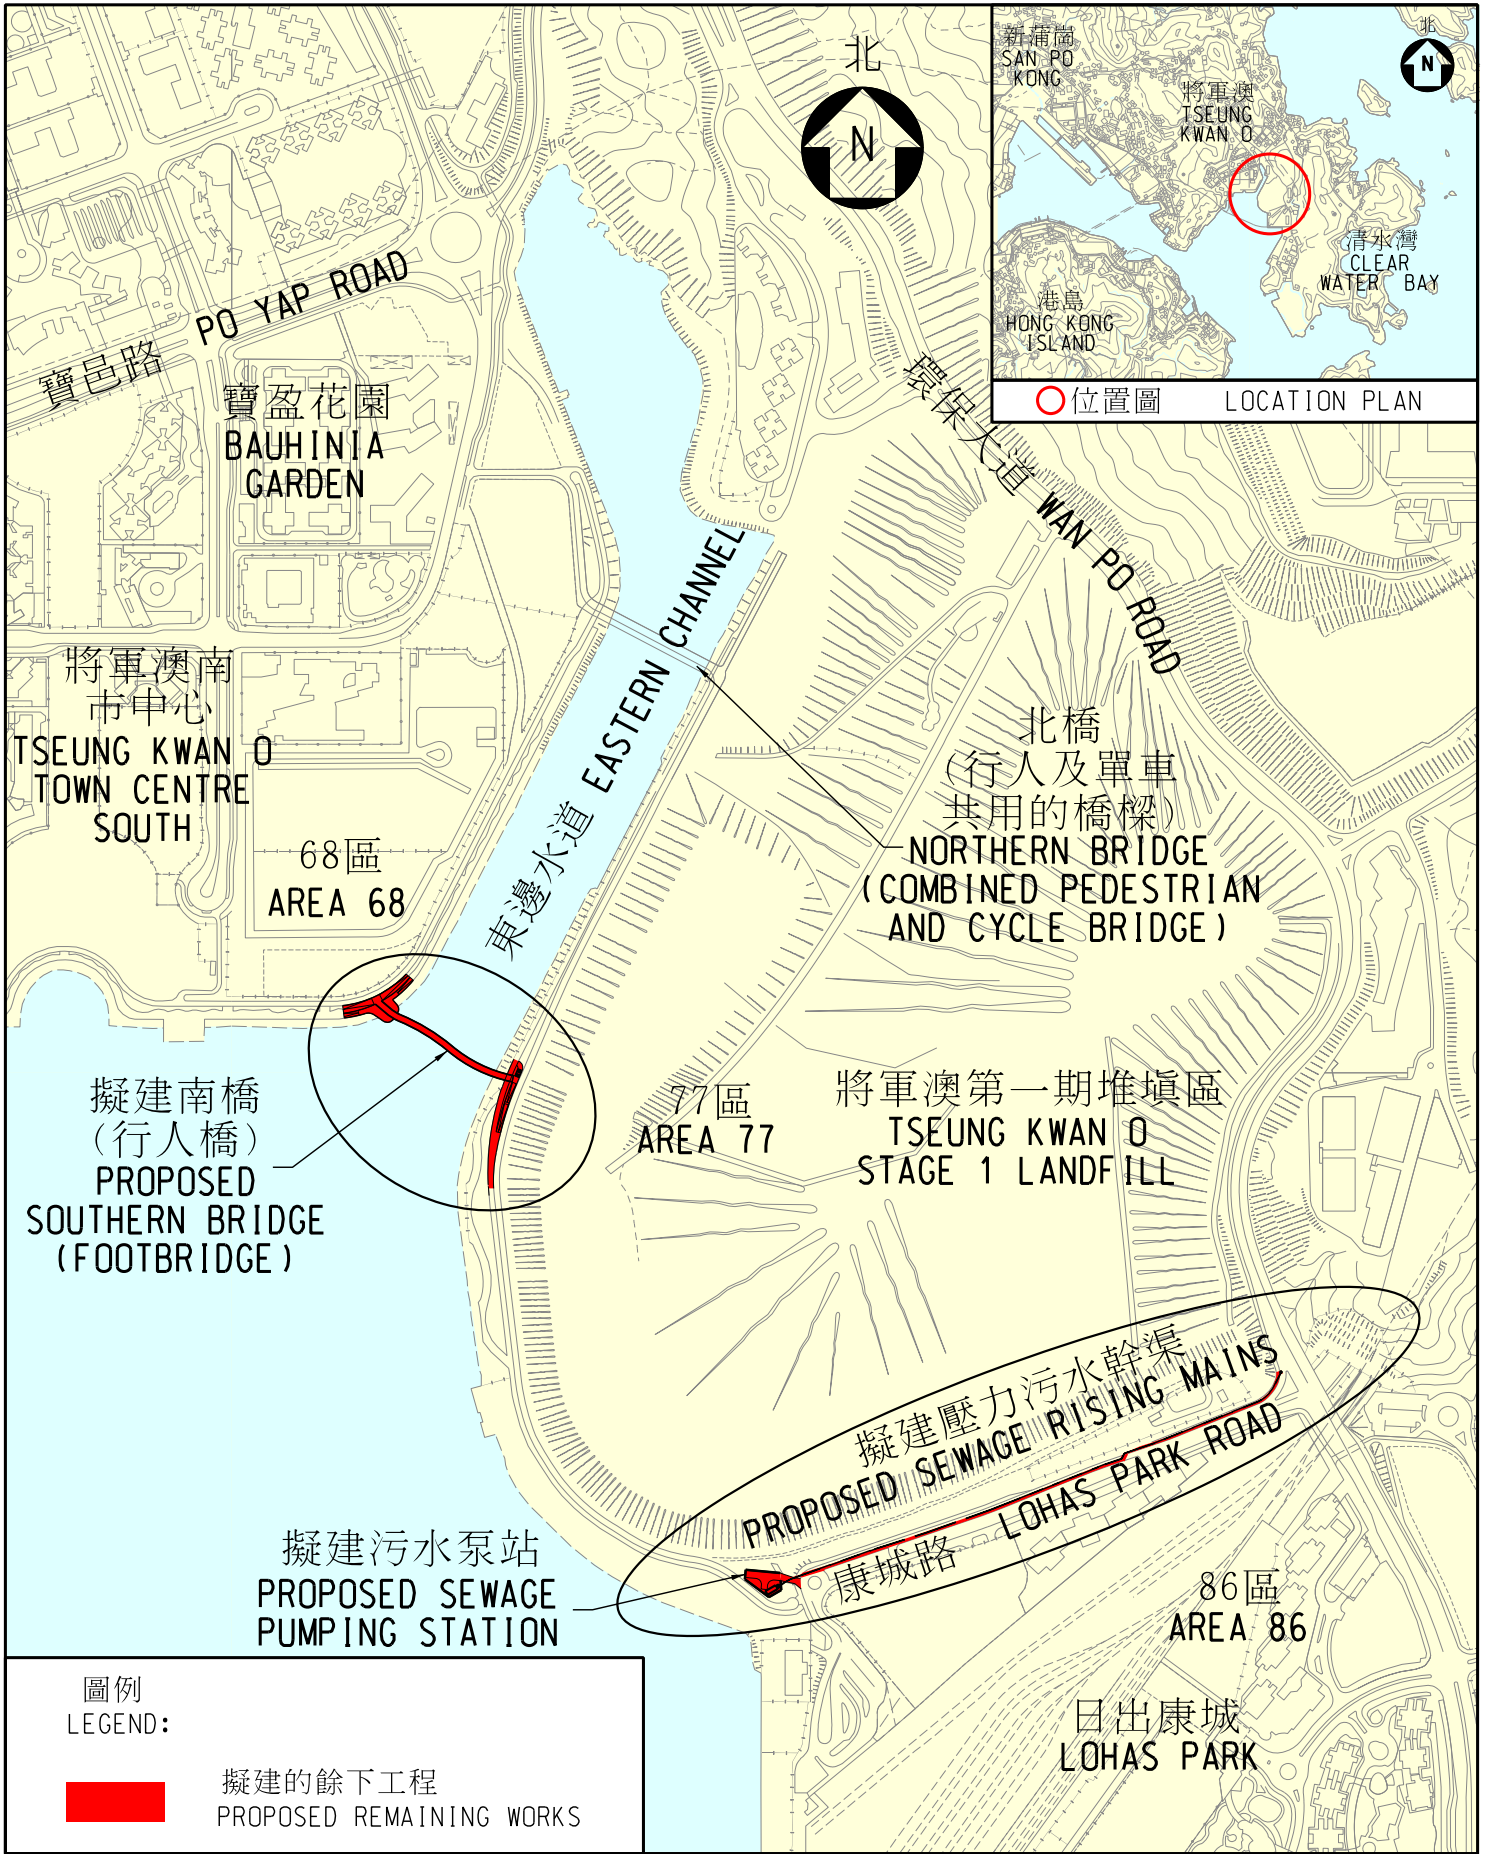 北
N
新蒲崗
SAN PO
KONG
將軍澳
TSEUNG
KWAN O
北
N
清水灣
CLEAR
WATER BAY
港島
HONG KONG
ISLAND
位置圖 LOCATION PLAN
寶邑路 PO YAP ROAD
寶盈花園
BAUHINIA
GARDEN
環保大道 WAN PO ROAD
將軍澳南
市中心
TSEUNG KWAN O
TOWN CENTRE
SOUTH
68區
AREA 68
東邊水道 EASTERN CHANNEL
北橋
(行人及單車
共用的橋樑)
NORTHERN BRIDGE
(COMBINED PEDESTRIAN
AND CYCLE BRIDGE)
擬建南橋
(行人橋)
PROPOSED
SOUTHERN BRIDGE
(FOOTBRIDGE)
77區
AREA 77
將軍澳第一期堆填區
TSEUNG KWAN O
STAGE 1 LANDFILL
擬建壓力污水幹渠
PROPOSED SEWAGE RISING MAINS
康城路 LOHAS PARK ROAD
擬建污水泵站
PROPOSED SEWAGE
PUMPING STATION
86區
AREA 86
日出康城
LOHAS PARK
圖例
LEGEND:
擬建的餘下工程
PROPOSED REMAINING WORKS